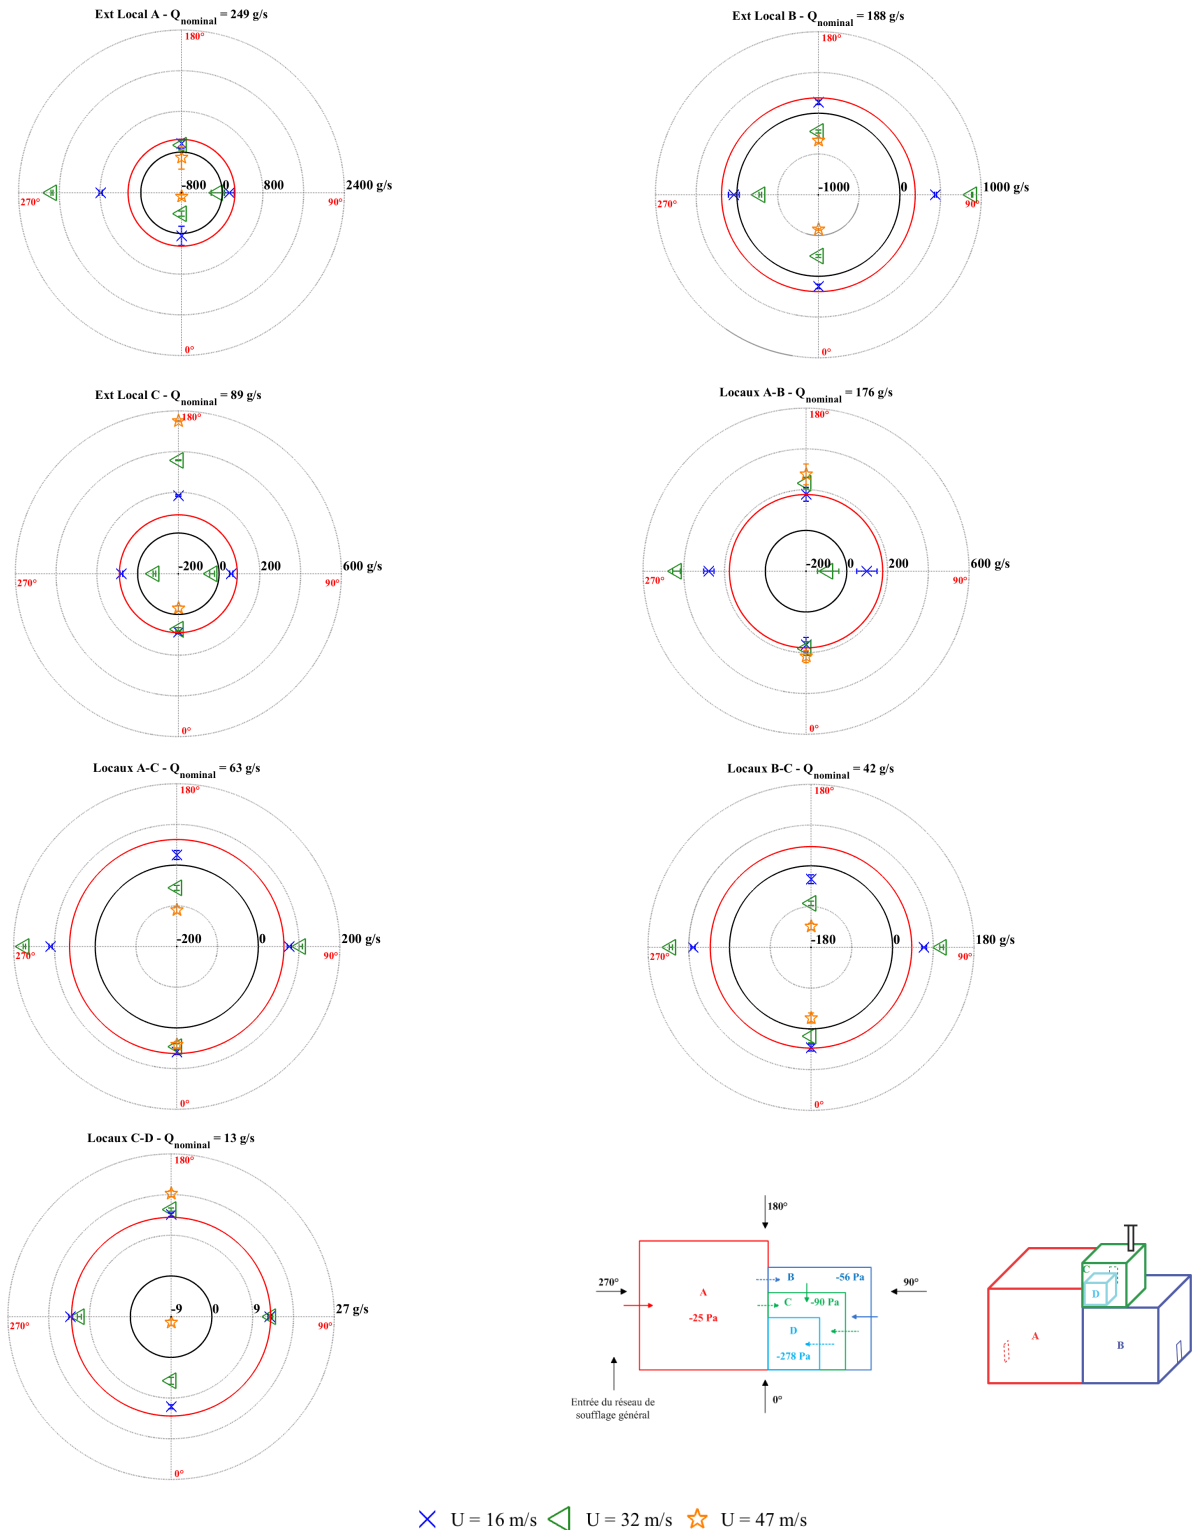 Ext Local A - Qnominal = 249 g/s
180°
-800 0 800 2400 g/s
270° 90°
0°
Ext Local B - Qnominal = 188 g/s
180°
-1000 0 1000 g/s
270° 90°
0°
Ext Local C - Qnominal = 89 g/s
180°
-200 0 200 600 g/s
270° 90°
0°
Locaux A-B - Qnominal = 176 g/s
180°
-200 0 200 600 g/s
270° 90°
0°
Locaux A-C - Qnominal = 63 g/s
180°
-200 0 200 g/s
270° 90°
0°
Locaux B-C - Qnominal = 42 g/s
180°
-180 0 180 g/s
270° 90°
0°
Locaux C-D - Qnominal = 13 g/s
180°
-9 0 9 27 g/s
270° 90°
0°
180°
270° 90°
B -56 Pa
A C -90 Pa
-25 Pa
D
-278 Pa
0°
Entrée du réseau de
soufflage général
C
D
A B
U = 16 m/s U = 32 m/s U = 47 m/s